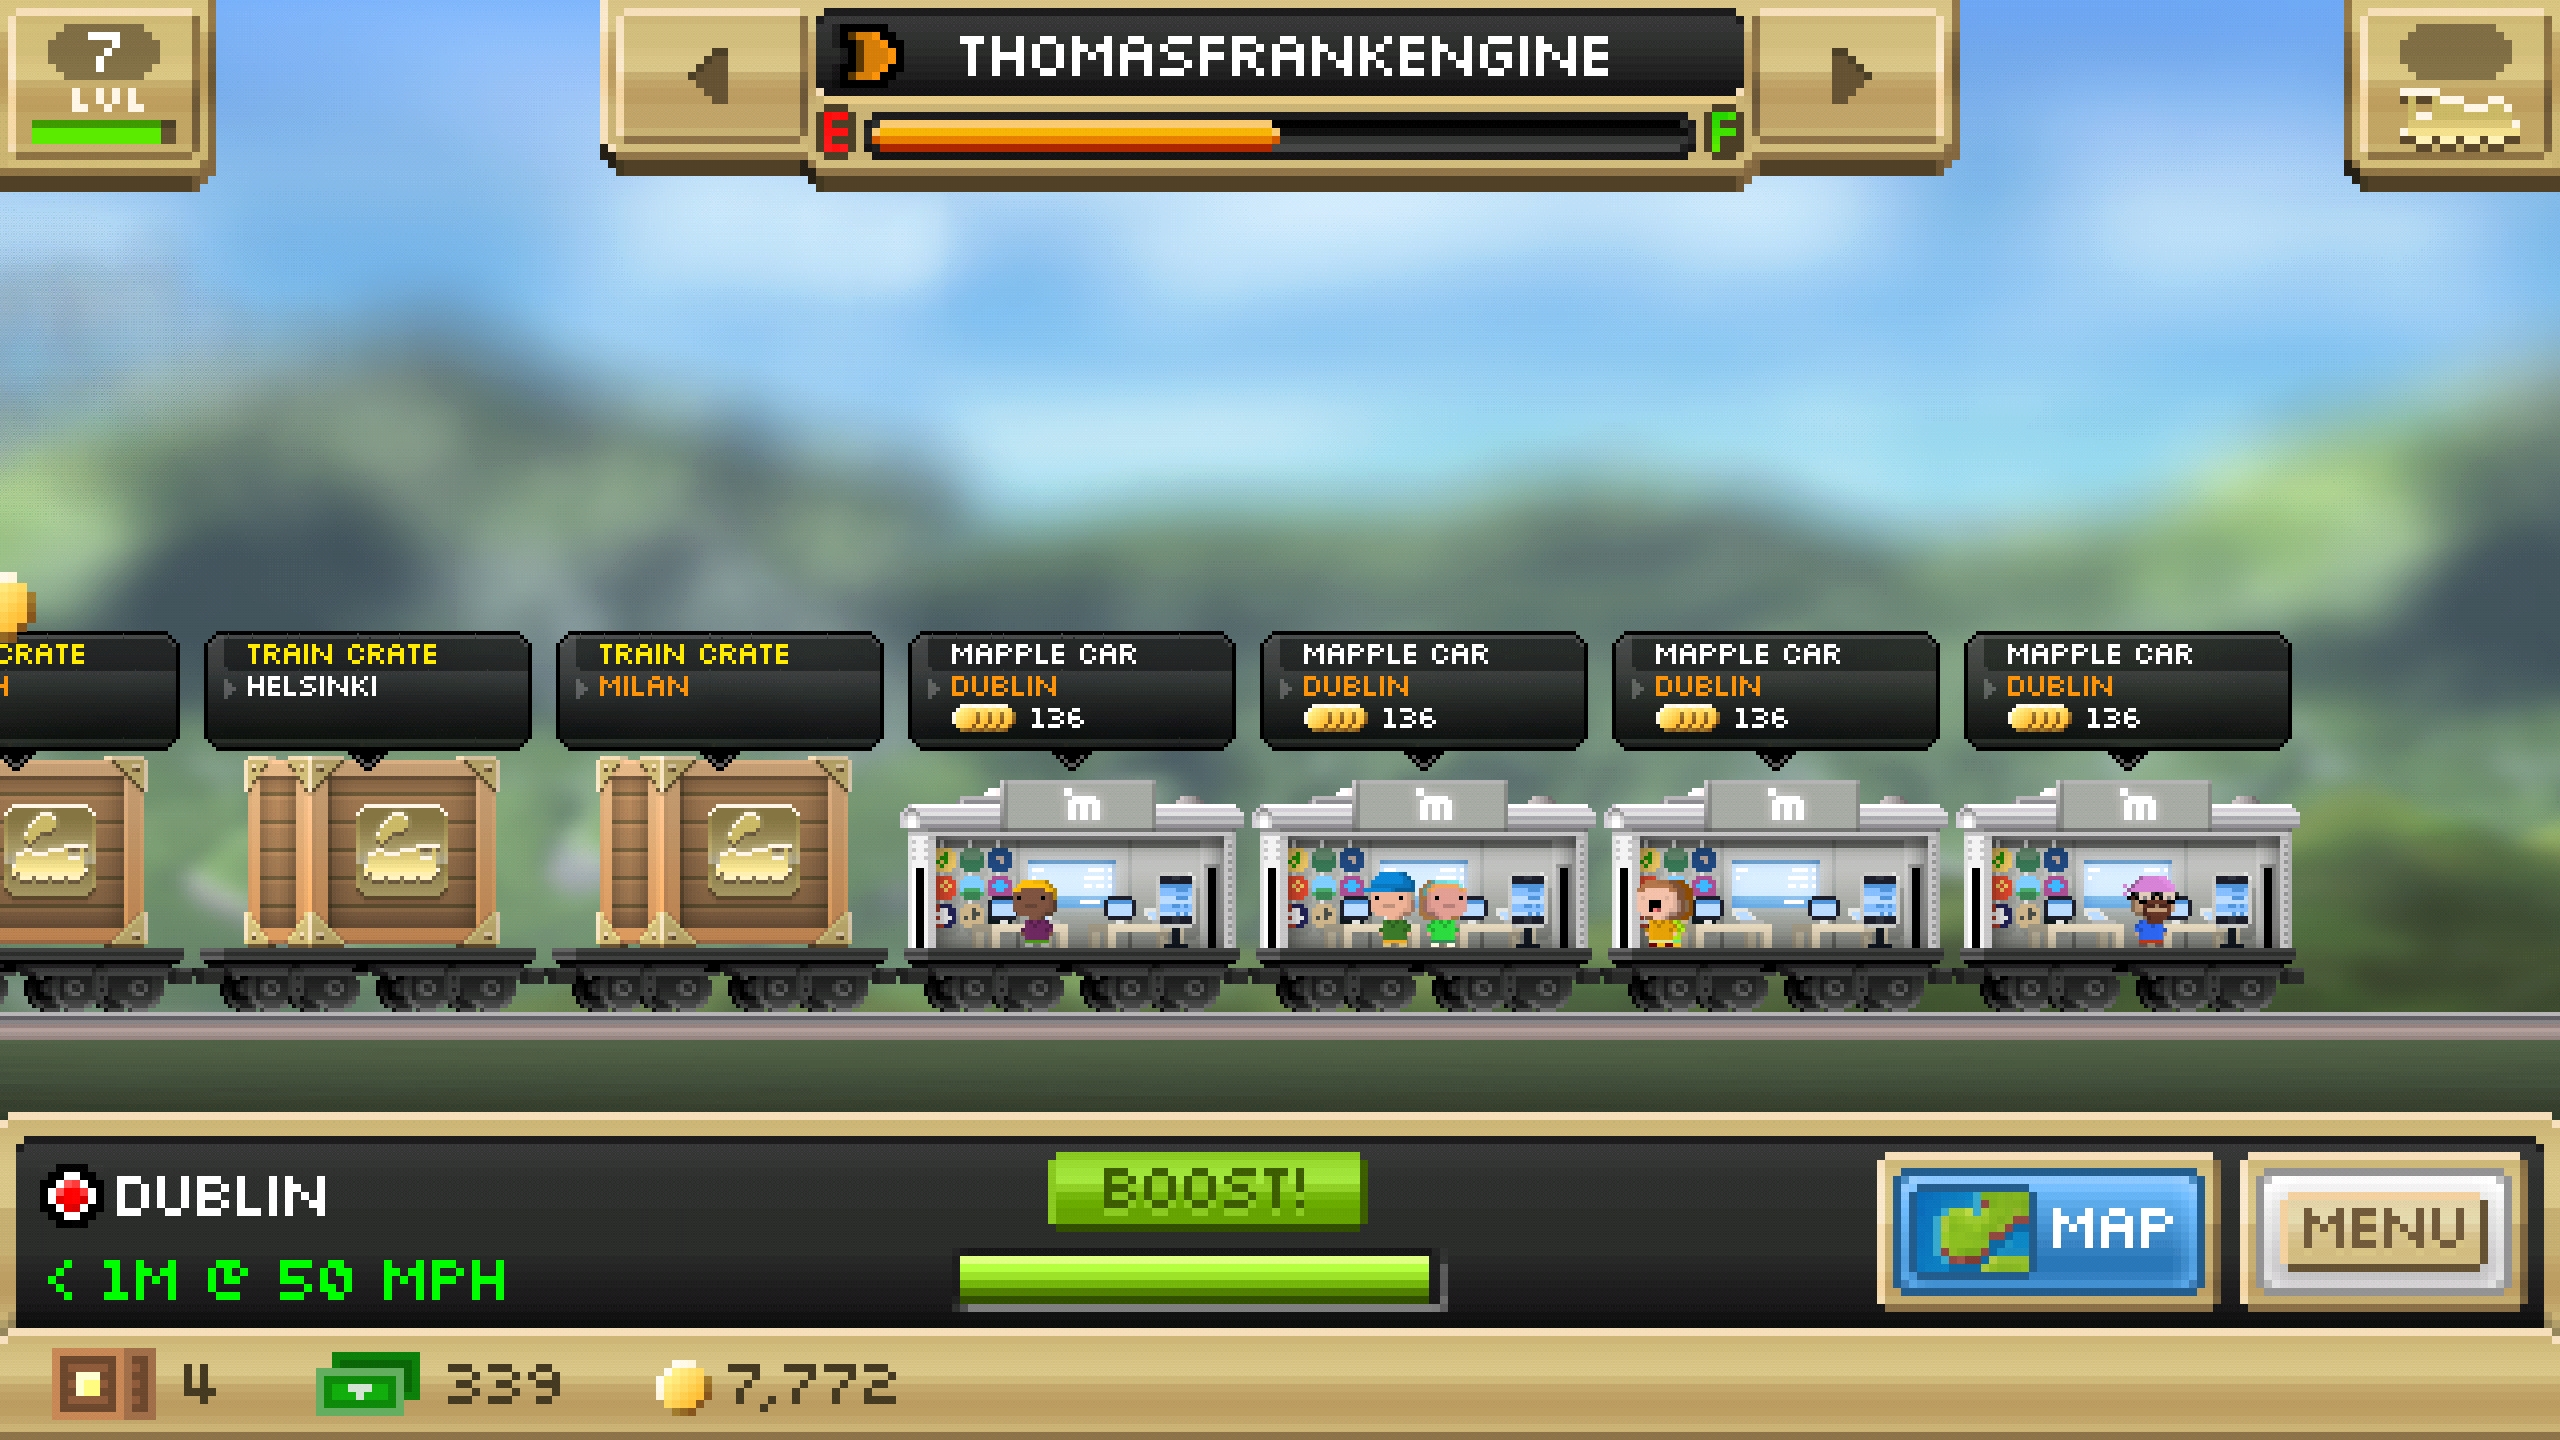 7
LVL
THOMASFRANKENGINE
E
F
CRATE
H
TRAIN CRATE
HELSINKI
TRAIN CRATE
MILAN
MAPPLE CAR
DUBLIN
136
MAPPLE CAR
DUBLIN
136
MAPPLE CAR
DUBLIN
136
MAPPLE CAR
DUBLIN
136
m
m
m
m
DUBLIN
< 1M @ 50 MPH
BOOST!
MAP
MENU
4
339
7,772